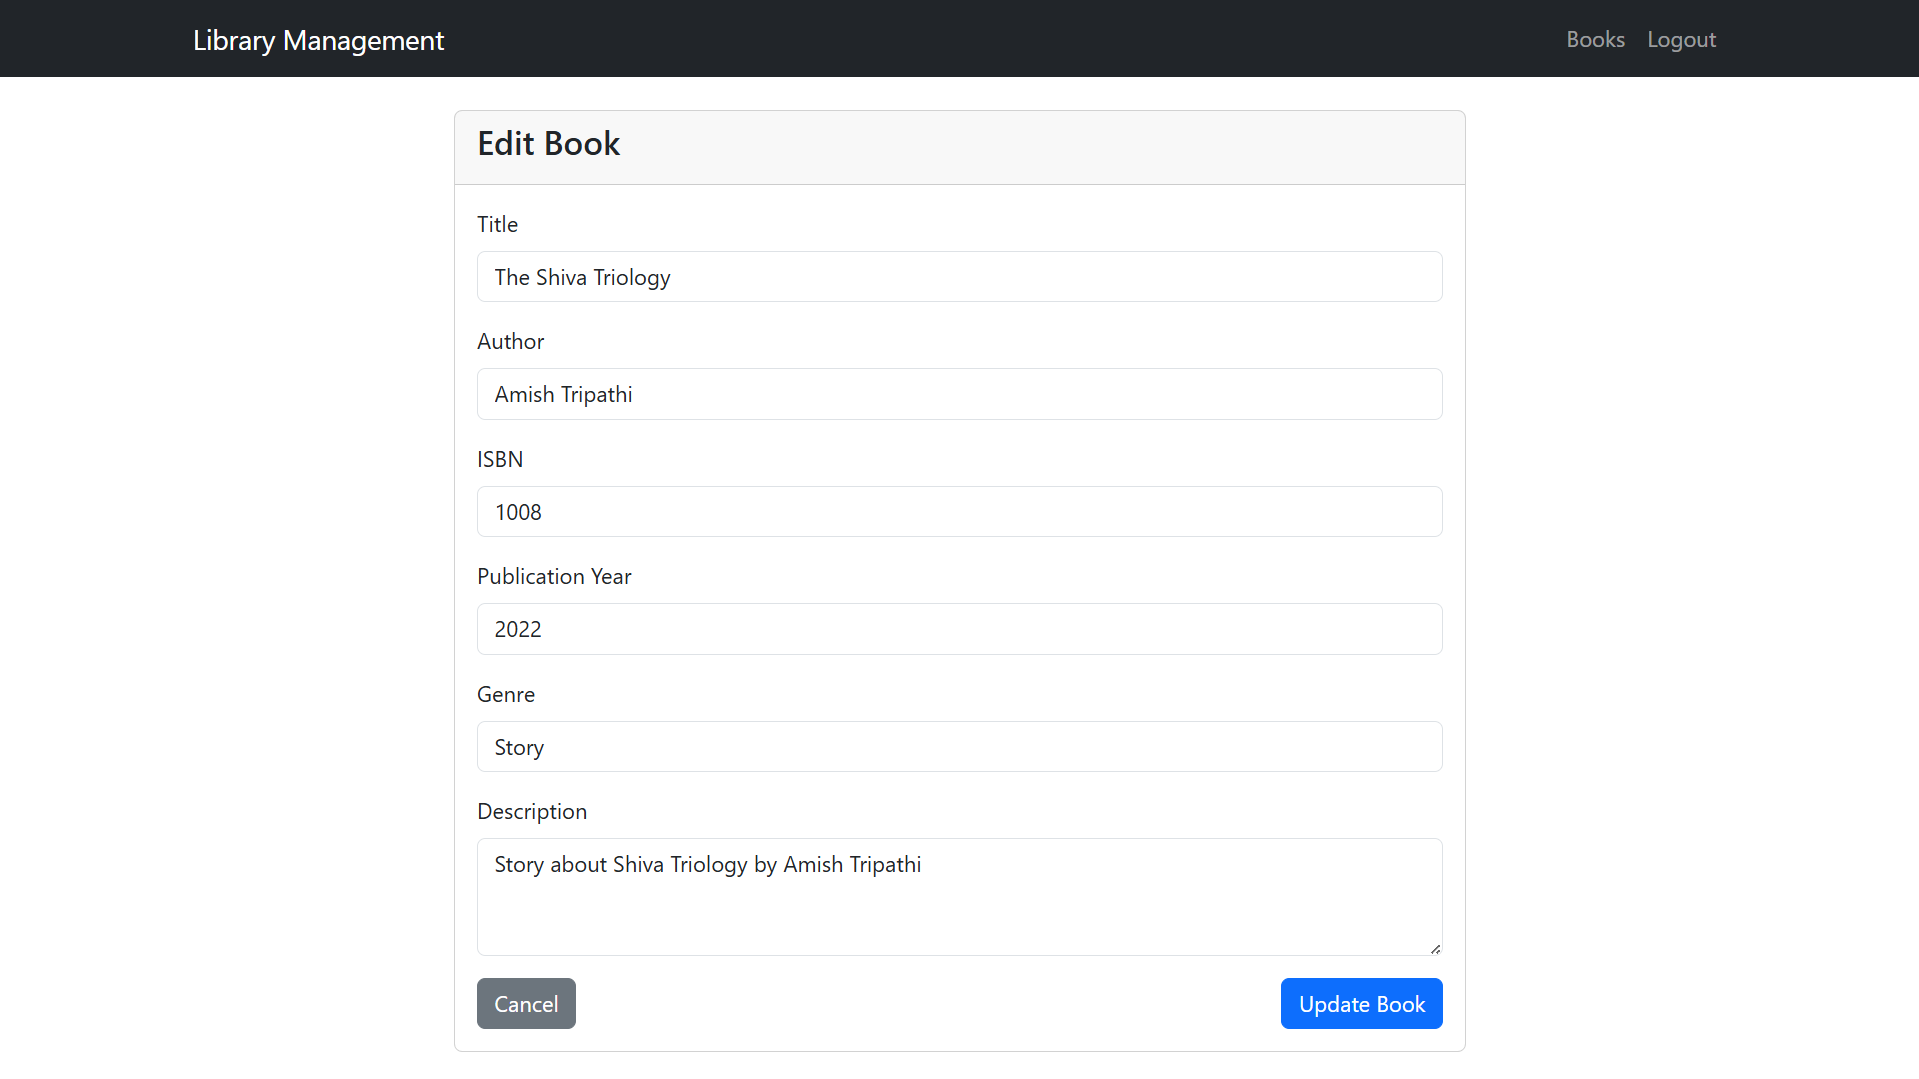 Library Management
Books Logout
Edit Book
Title
The Shiva Triology
Author
Amish Tripathi
ISBN
1008
Publication Year
2022
Genre
Story
Description
Story about Shiva Triology by Amish Tripathi
Cancel
Update Book